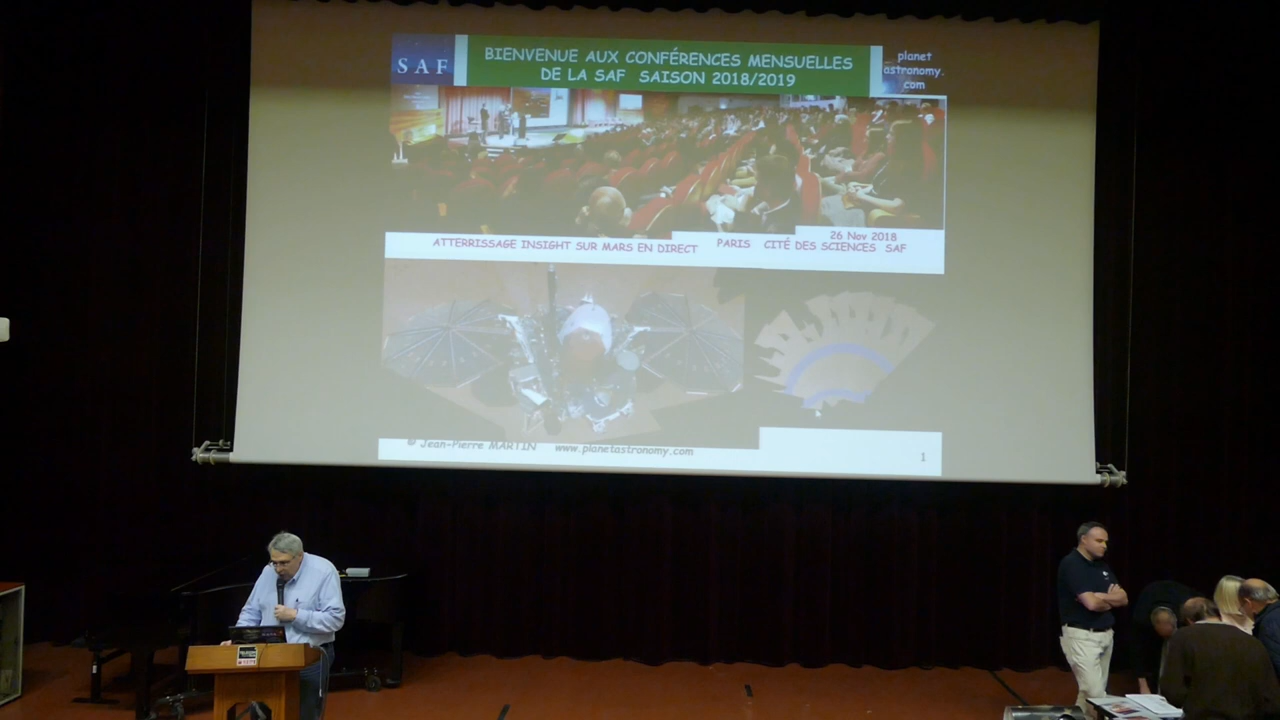 SAF
BIENVENUE AUX CONFÉRENCES MENSUELLES
DE LA SAF SAISON 2018/2019
planet
astronomy.
com
26 Nov 2018
ATTERRISSAGE INSIGHT SUR MARS EN DIRECT PARIS CITÉ DES SCIENCES SAF
© Jean-Pierre MARTIN www.planetastronomy.com
1